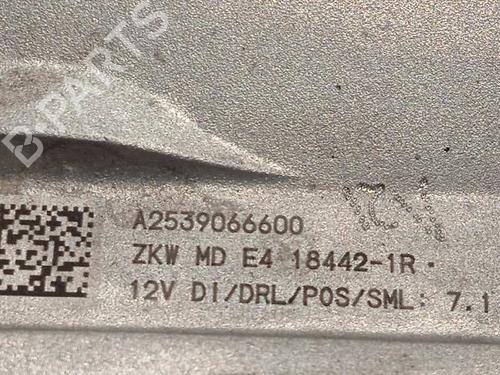 B-PARTS
A2539066600
ZKW MD E4 18442-1R
12V DI/DRL/POS/SML: 7.1